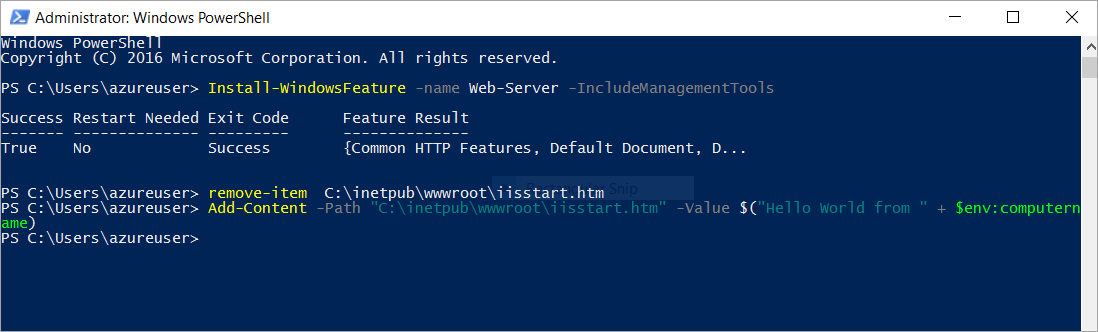 Administrator: Windows PowerShell
Windows PowerShell
Copyright (C) 2016 Microsoft Corporation. All rights reserved.
PS C:\Users\azureuser> Install-WindowsFeature -name Web-Server -IncludeManagementTools
Success Restart Needed Exit Code      Feature Result
------- -------------- ---------      --------------
True    No             Success        {Common HTTP Features, Default Document, D...
PS C:\Users\azureuser> remove-item  C:\inetpub\wwwroot\iisstart.htm
PS C:\Users\azureuser> Add-Content -Path "C:\inetpub\wwwroot\iisstart.htm" -Value $("Hello World from " + $env:computern
ame)
PS C:\Users\azureuser>